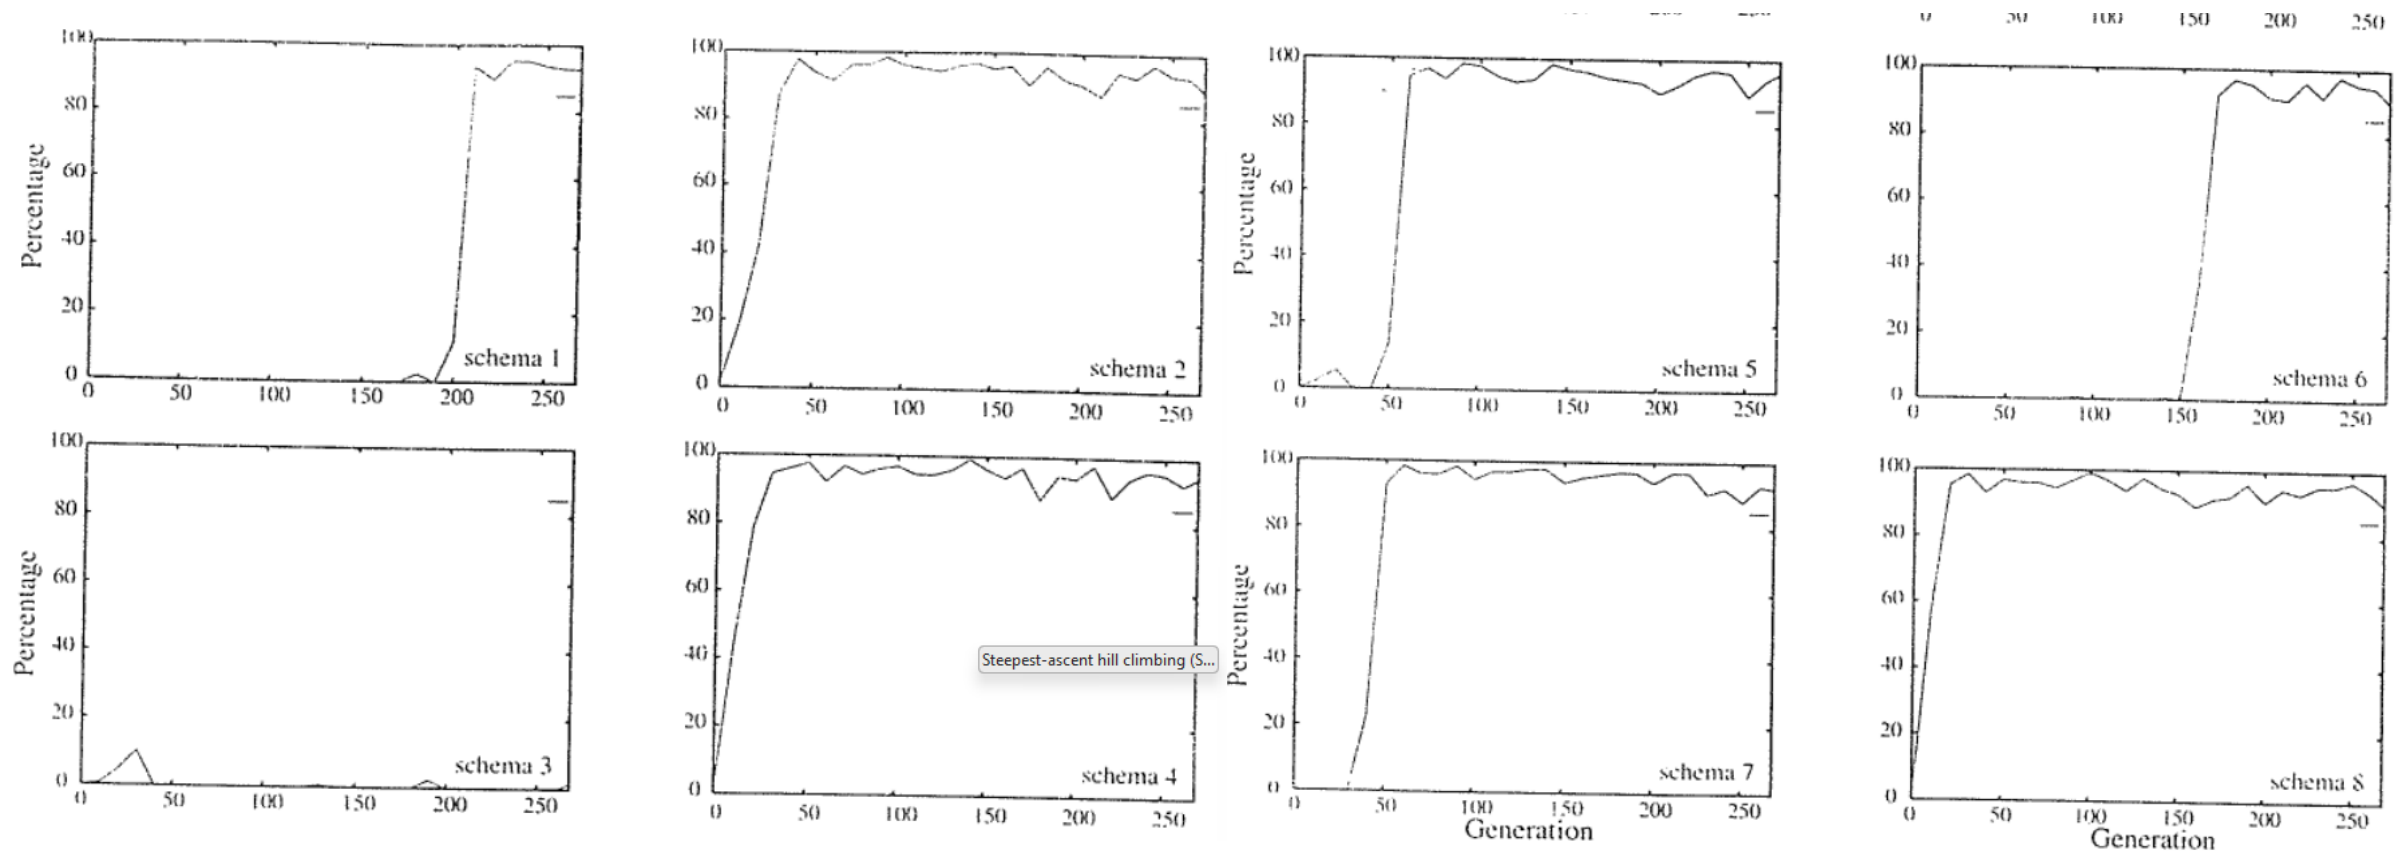 0 50 100 150 200 250
100 100 100 100
80 80 80 80
60 60 60 60
40 40 40 40
20 20 20 20
0 0 0 0
Percentage Percentage
schema 1 schema 2 schema 5 schema 6
0 50 100 150 200 250 0 50 100 150 200 250 0 50 100 150 200 250 0 50 100 150 200 250
100 100 100 100
80 80 80 80
60 60 60 60
40 40 40 40
20 20 20 20
0 0 0 0
Percentage Percentage
Steepest-ascent hill climbing (S...
schema 3 schema 4 schema 7 schema 8
0 50 100 150 200 250 0 50 100 150 200 250 0 50 100 150 200 250 0 50 100 150 200 250
Generation Generation